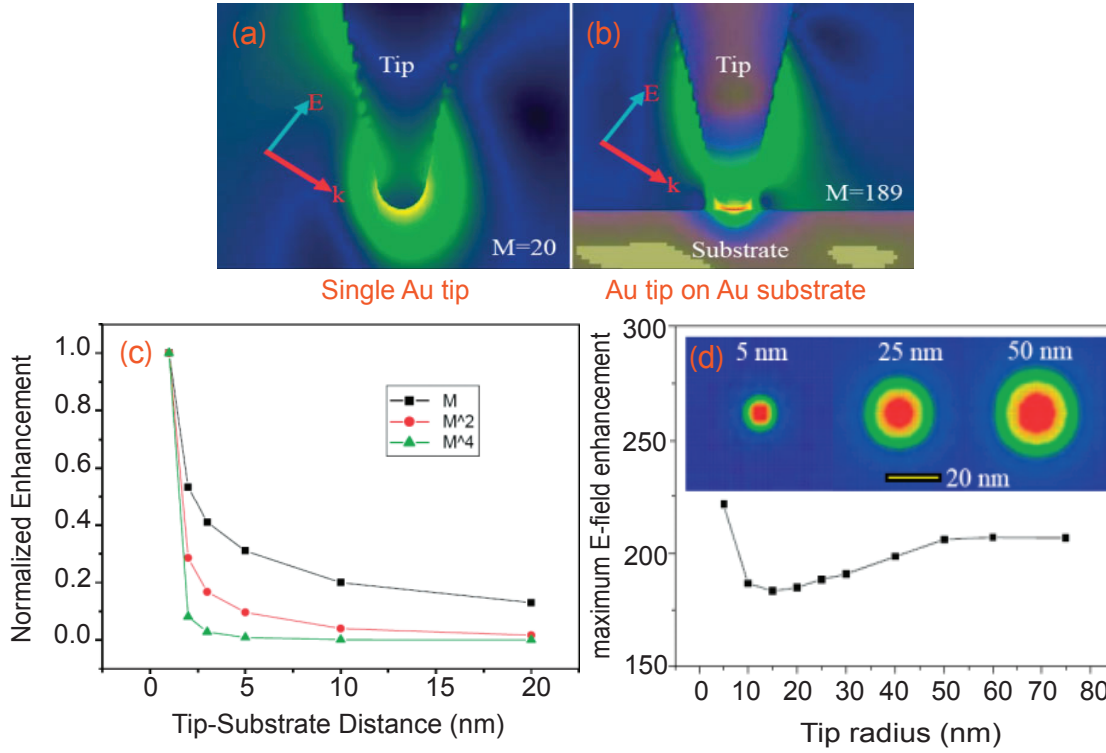 (a)
Tip
E
k
M=20
Single Au tip
(b)
Tip
E
k
M=189
Substrate
Au tip on Au substrate
(c)
Normalized Enhancement
1.0
0.8
0.6
0.4
0.2
0.0
M
M^2
M^4
0 5 10 15 20
Tip-Substrate Distance (nm)
(d)
maximum E-field enhancement
300
250
200
150
5 nm 25 nm 50 nm
20 nm
0 10 20 30 40 50 60 70 80
Tip radius (nm)